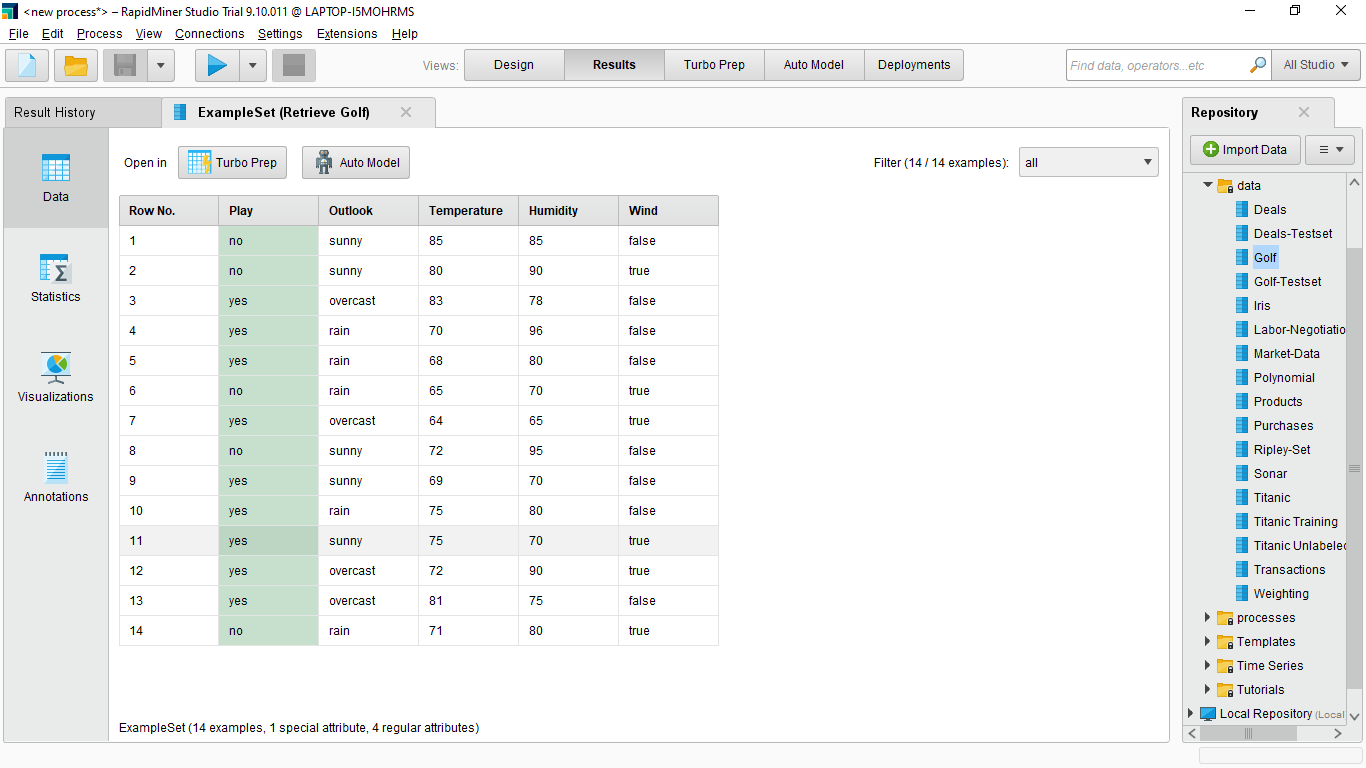 <new process*> – RapidMiner Studio Trial 9.10.011 @ LAPTOP-I5MOHRMS
File Edit Process View Connections Settings Extensions Help
Views: Design Results Turbo Prep Auto Model Deployments Find data, operators...etc All Studio
Result History ExampleSet (Retrieve Golf) Repository
Data
Statistics
Visualizations
Annotations
Open in Turbo Prep Auto Model Filter (14 / 14 examples): all
Row No. Play Outlook Temperature Humidity Wind
1 no sunny 85 85 false
2 no sunny 80 90 true
3 yes overcast 83 78 false
4 yes rain 70 96 false
5 yes rain 68 80 false
6 no rain 65 70 true
7 yes overcast 64 65 true
8 no sunny 72 95 false
9 yes sunny 69 70 false
10 yes rain 75 80 false
11 yes sunny 75 70 true
12 yes overcast 72 90 true
13 yes overcast 81 75 false
14 no rain 71 80 true
ExampleSet (14 examples, 1 special attribute, 4 regular attributes)
Import Data
data
Deals
Deals-Testset
Golf
Golf-Testset
Iris
Labor-Negotiatio
Market-Data
Polynomial
Products
Purchases
Ripley-Set
Sonar
Titanic
Titanic Training
Titanic Unlabeled
Transactions
Weighting
processes
Templates
Time Series
Tutorials
Local Repository (Local